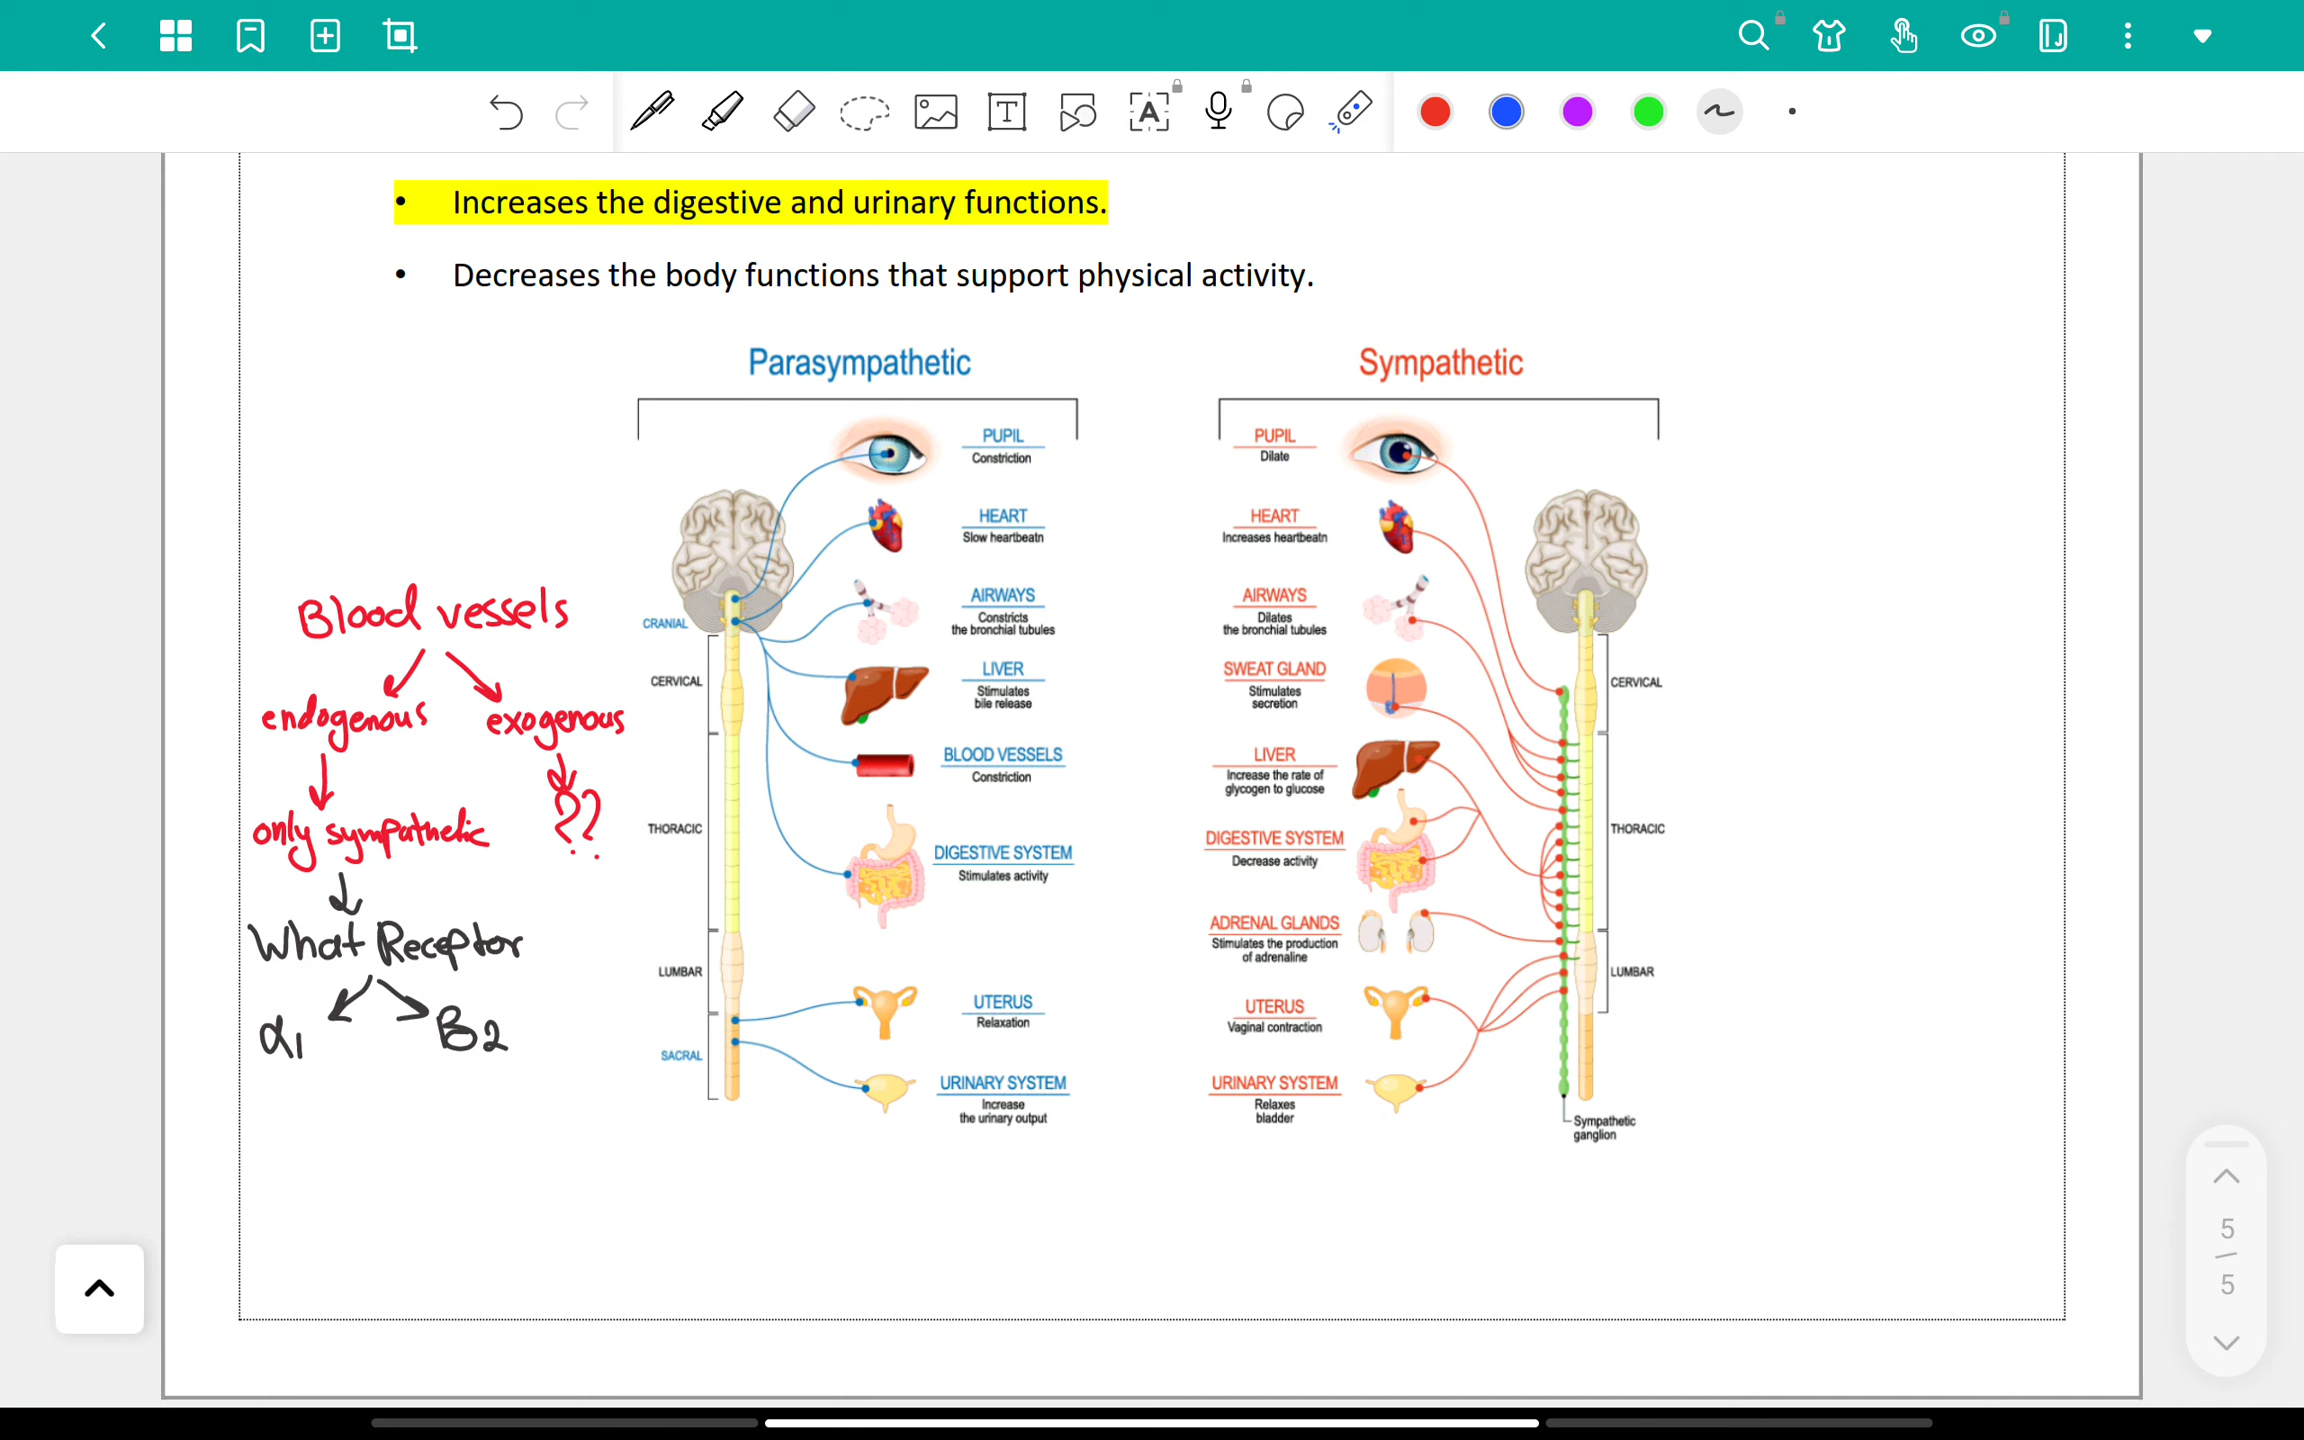 • Increases the digestive and urinary functions.
• Decreases the body functions that support physical activity.
Parasympathetic
PUPIL
Constriction
HEART
Slow heartbeatn
AIRWAYS
Constricts
the bronchial tubules
LIVER
Stimulates
bile release
BLOOD VESSELS
Constriction
DIGESTIVE SYSTEM
Stimulates activity
UTERUS
Relaxation
URINARY SYSTEM
Increase
the urinary output
CRANIAL
CERVICAL
THORACIC
LUMBAR
SACRAL
Sympathetic
PUPIL
Dilate
HEART
Increases heartbeatn
AIRWAYS
Dilates
the bronchial tubules
SWEAT GLAND
Stimulates
secretion
LIVER
Increase the rate of
glycogen to glucose
DIGESTIVE SYSTEM
Decrease activity
ADRENAL GLANDS
Stimulates the production
of adrenaline
UTERUS
Vaginal contraction
URINARY SYSTEM
Relaxes
bladder
CERVICAL
THORACIC
LUMBAR
Sympathetic
ganglion
Blood vessels
endogenous exogenous
only sympathetic ??
What Receptor
α1 B2
5
/
5